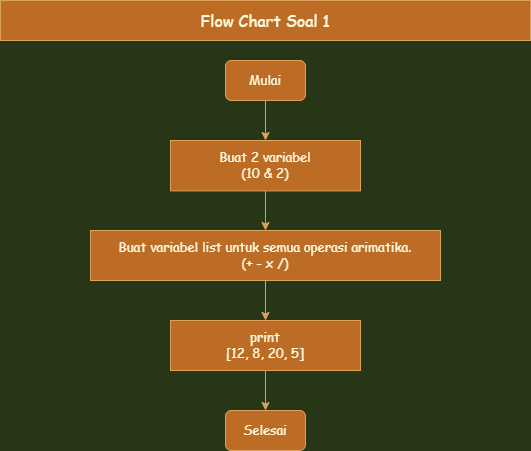 Flow Chart Soal 1
Mulai
Buat 2 variabel
(10 & 2)
Buat variabel list untuk semua operasi arimatika.
(+ - x /)
print
[12, 8, 20, 5]
Selesai